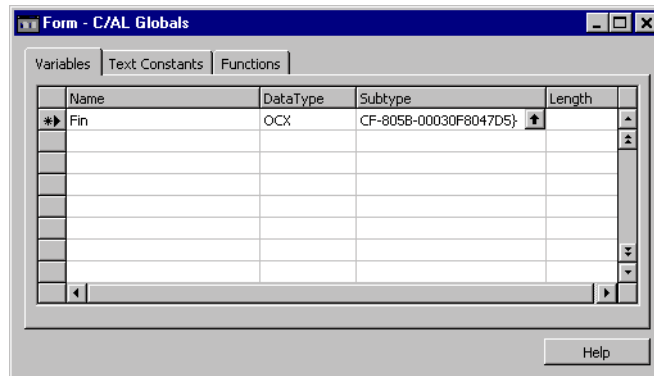 Form - C/AL Globals
Variables Text Constants Functions
Name DataType Subtype Length
Fin OCX CF-805B-00030F8047D5}
Help